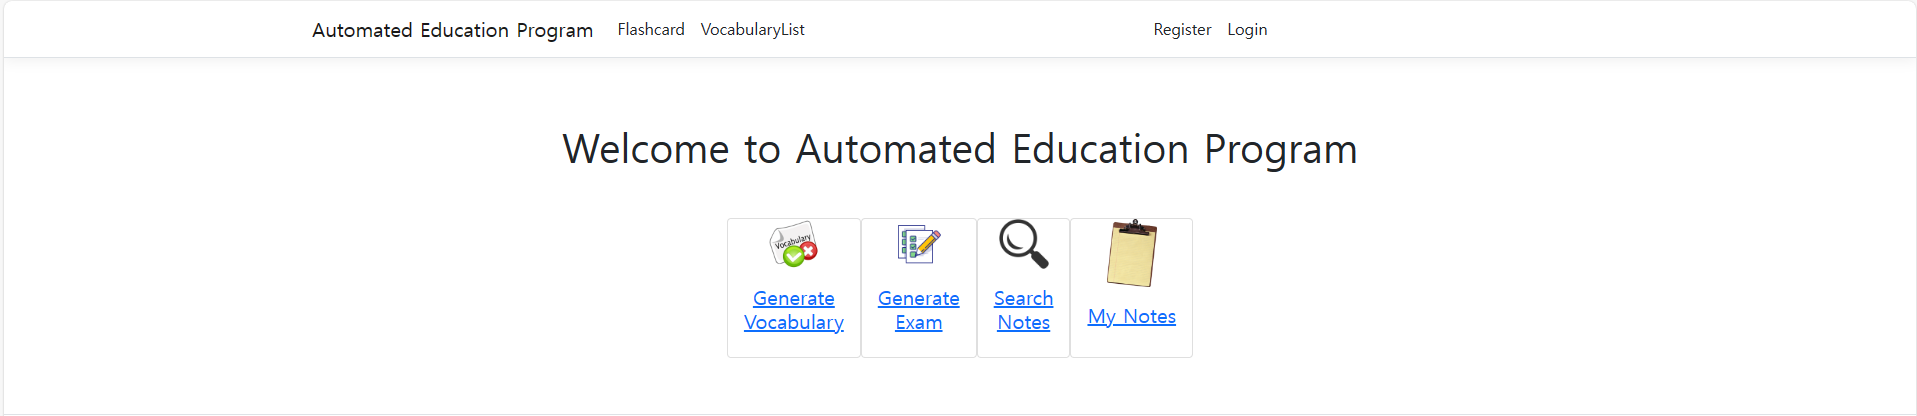 Automated Education Program Flashcard VocabularyList Register Login
Welcome to Automated Education Program
Vocabulary
Generate
Vocabulary
Generate
Exam
Search
Notes
My Notes